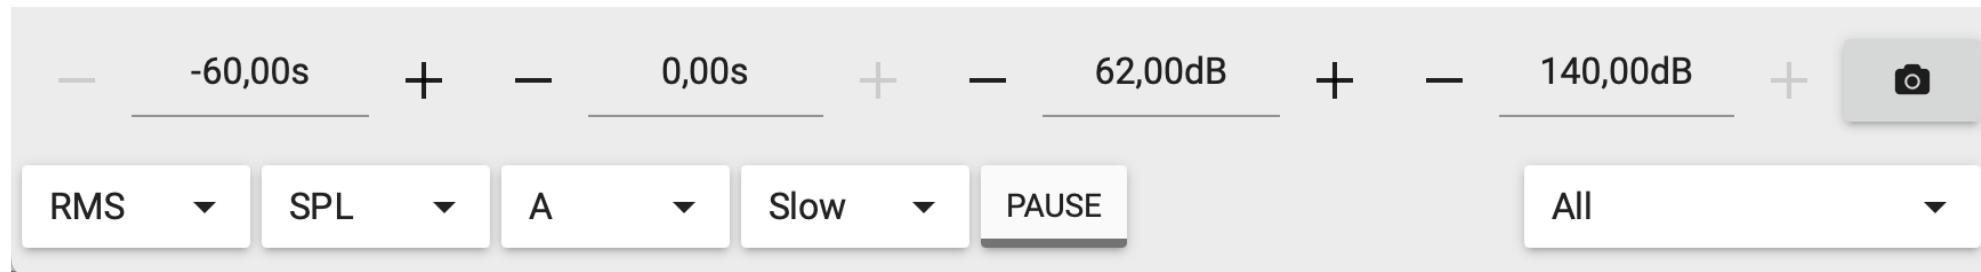 -60,00s 0,00s 62,00dB 140,00dB
RMS SPL A Slow PAUSE All